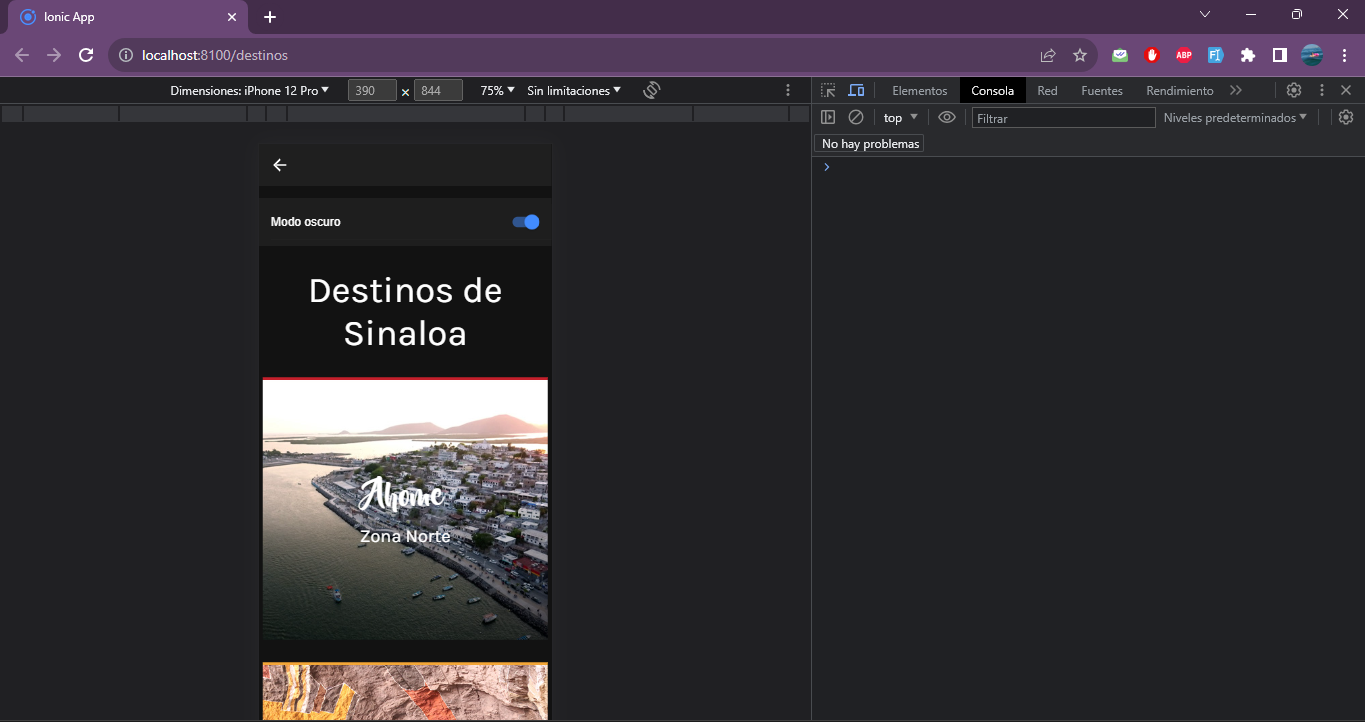 Ionic App
localhost:8100/destinos
ABP
Dimensiones: iPhone 12 Pro
390
×
844
75%
Sin limitaciones
Elementos
Consola
Red
Fuentes
Rendimiento
top
Filtrar
Niveles predeterminados
No hay problemas
Modo oscuro
Destinos de
Sinaloa
Ahome
Zona Norte